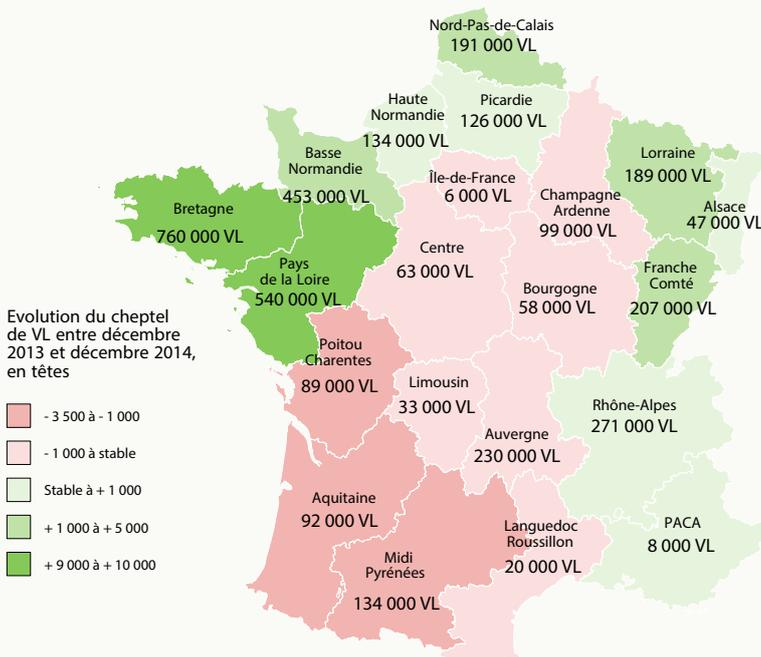 Nord-Pas-de-Calais
191 000 VL
Haute
Normandie
134 000 VL
Picardie
126 000 VL
Basse
Normandie
453 000 VL
Île-de-France
6 000 VL
Champagne
Ardenne
99 000 VL
Lorraine
189 000 VL
Alsace
47 000 VL
Bretagne
760 000 VL
Pays
de la Loire
540 000 VL
Centre
63 000 VL
Bourgogne
58 000 VL
Franche
Comté
207 000 VL
Poitou
Charentes
89 000 VL
Limousin
33 000 VL
Auvergne
230 000 VL
Rhône-Alpes
271 000 VL
Aquitaine
92 000 VL
Midi
Pyrénées
134 000 VL
Languedoc
Roussillon
20 000 VL
PACA
8 000 VL
Evolution du cheptel
de VL entre décembre
2013 et décembre 2014,
en têtes
- 3 500 à - 1 000
- 1 000 à stable
Stable à + 1 000
+ 1 000 à + 5 000
+ 9 000 à + 10 000